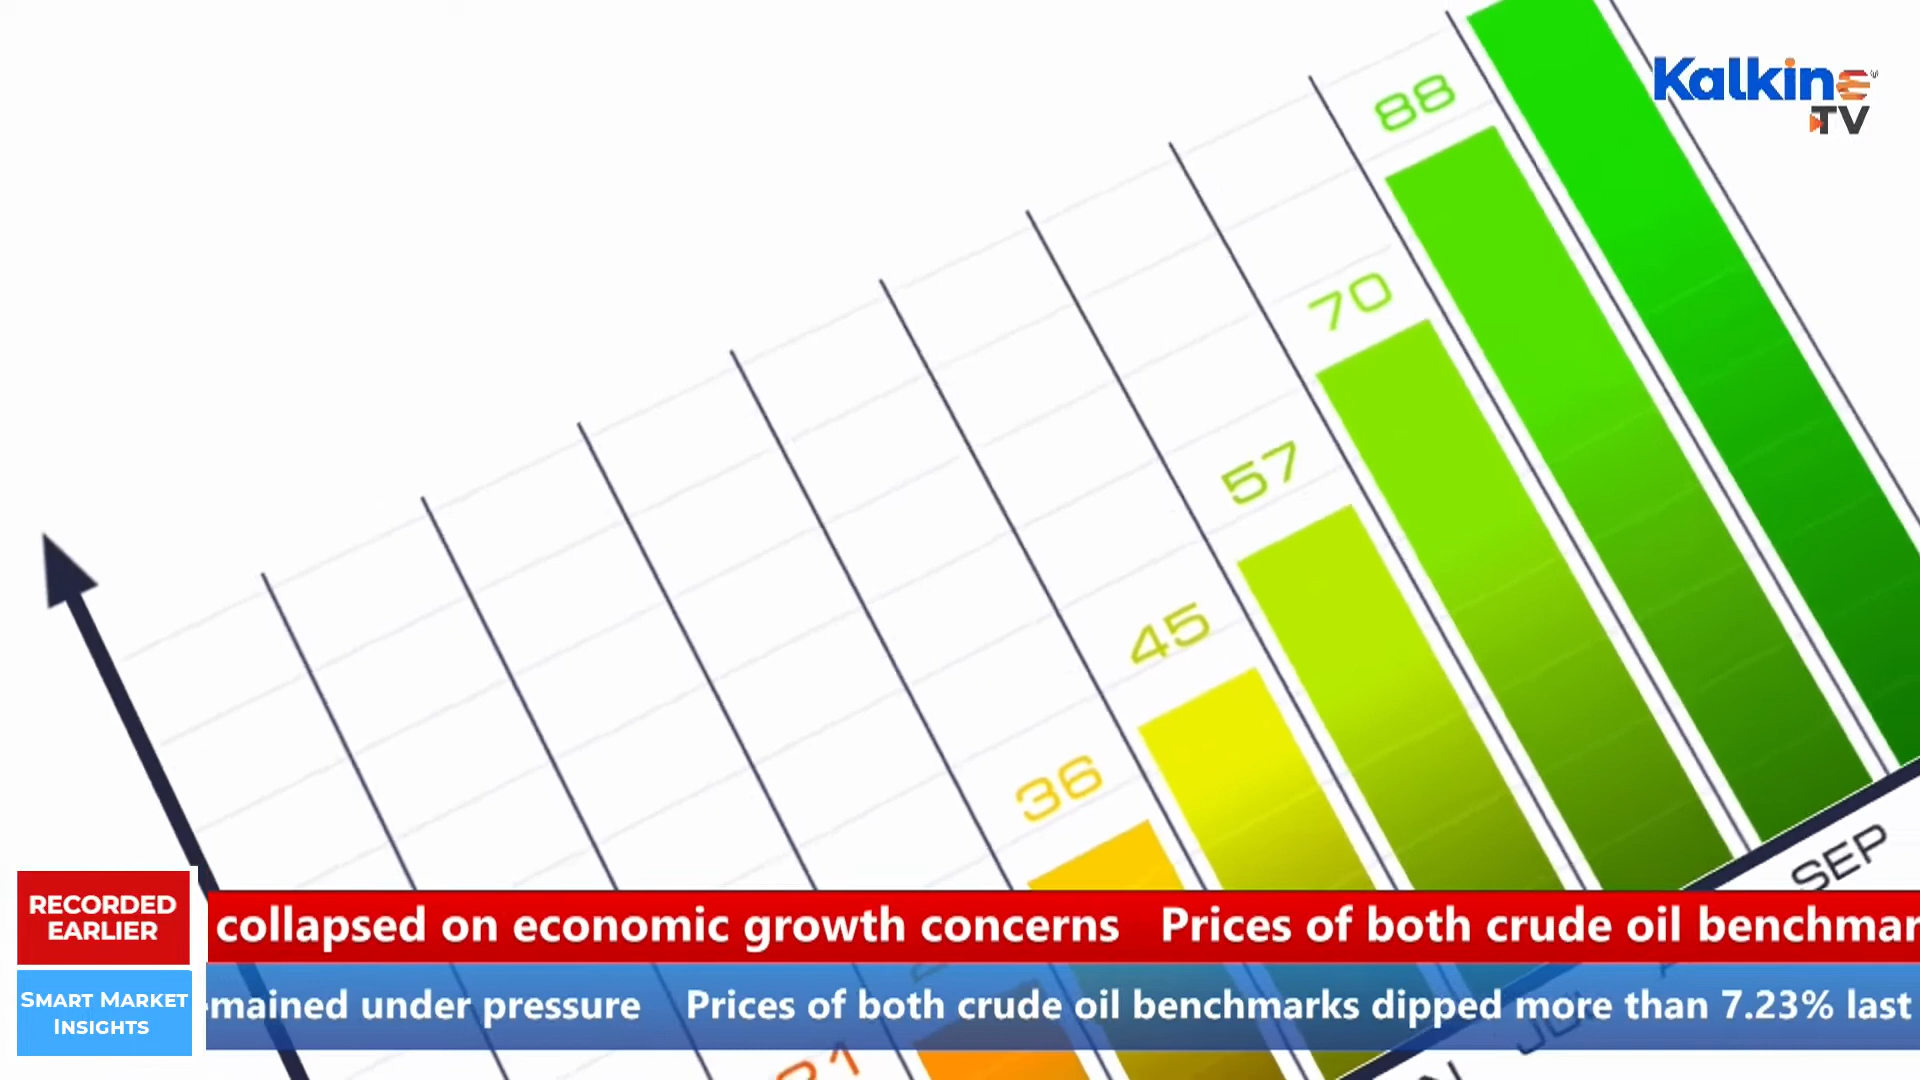 Kalkine
TV
88
70
57
45
36
21
SEP
RECORDED
EARLIER
collapsed on economic growth concerns Prices of both crude oil benchmar
SMART MARKET
INSIGHTS
mained under pressure Prices of both crude oil benchmarks dipped more than 7.23% last